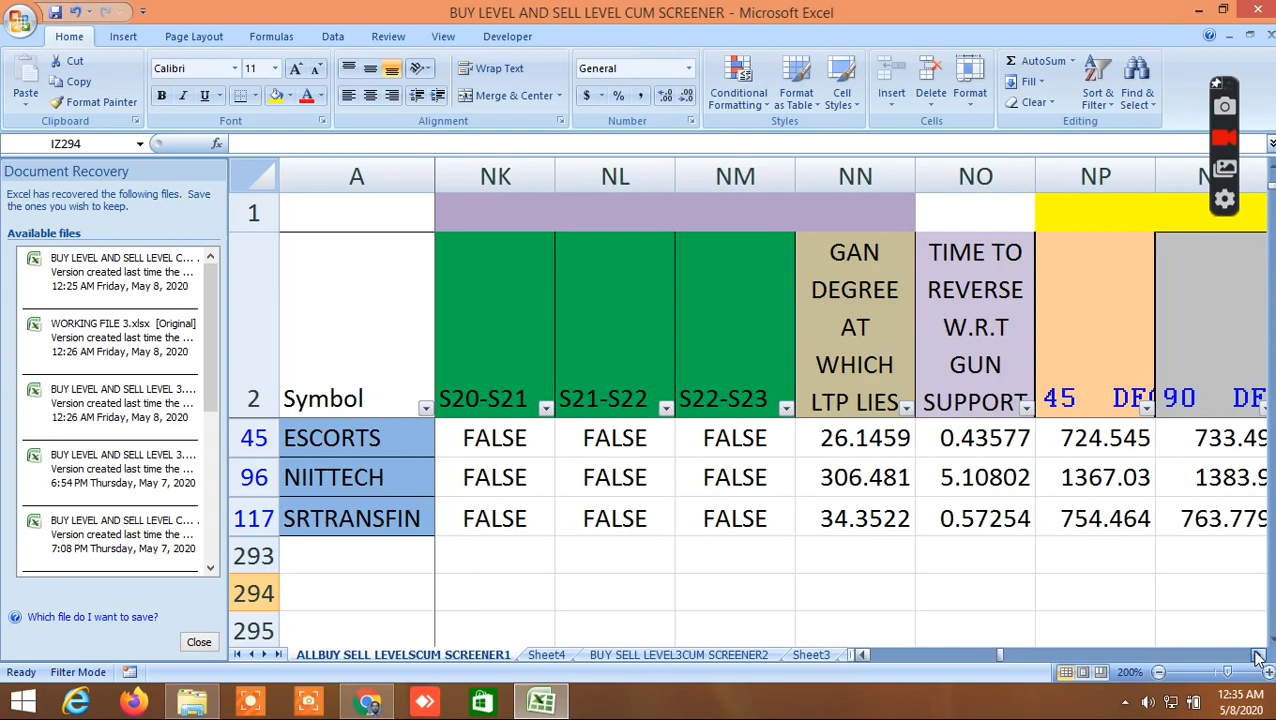 BUY LEVEL AND SELL LEVEL CUM SCREENER - Microsoft Excel
Home Insert Page Layout Formulas Data Review View Developer
Paste Cut Calibri 11 Wrap Text General Conditional Formatting Format as Table Cell Styles Insert Delete Format AutoSum Sort & Filter Find & Select
Copy Fill
Format Painter B I U A Merge & Center $ % , Clear
Clipboard Font Alignment Number Styles Cells Editing
IZ294 fx
Document Recovery
Excel has recovered the following files. Save
the ones you wish to keep.
Available files
BUY LEVEL AND SELL LEVEL C...
Version created last time the ...
12:25 AM Friday, May 8, 2020
WORKING FILE 3.xlsx [Original]
Version created last time the ...
12:26 AM Friday, May 8, 2020
BUY LEVEL AND SELL LEVEL 3....
Version created last time the ...
12:26 AM Friday, May 8, 2020
BUY LEVEL AND SELL LEVEL 3....
Version created last time the ...
6:54 PM Thursday, May 7, 2020
BUY LEVEL AND SELL LEVEL C...
Version created last time the ...
7:08 PM Thursday, May 7, 2020
Which file do I want to save?
Close
A NK NL NM NN NO NP
1
2 Symbol S20-S21 S21-S22 S22-S23 GAN DEGREE AT WHICH LTP LIES TIME TO REVERSE W.R.T GUN SUPPORT 45 90
45 ESCORTS FALSE FALSE FALSE 26.1459 0.43577 724.545 733.49
96 NIITTECH FALSE FALSE FALSE 306.481 5.10802 1367.03 1383.9
117 SRTRANSFIN FALSE FALSE FALSE 34.3522 0.57254 754.464 763.779
293
294
295
ALLBUY SELL LEVELSCUM SCREENER1 Sheet4 BUY SELL LEVEL3CUM SCREENER2 Sheet3
Ready Filter Mode 200%
12:35 AM
5/8/2020